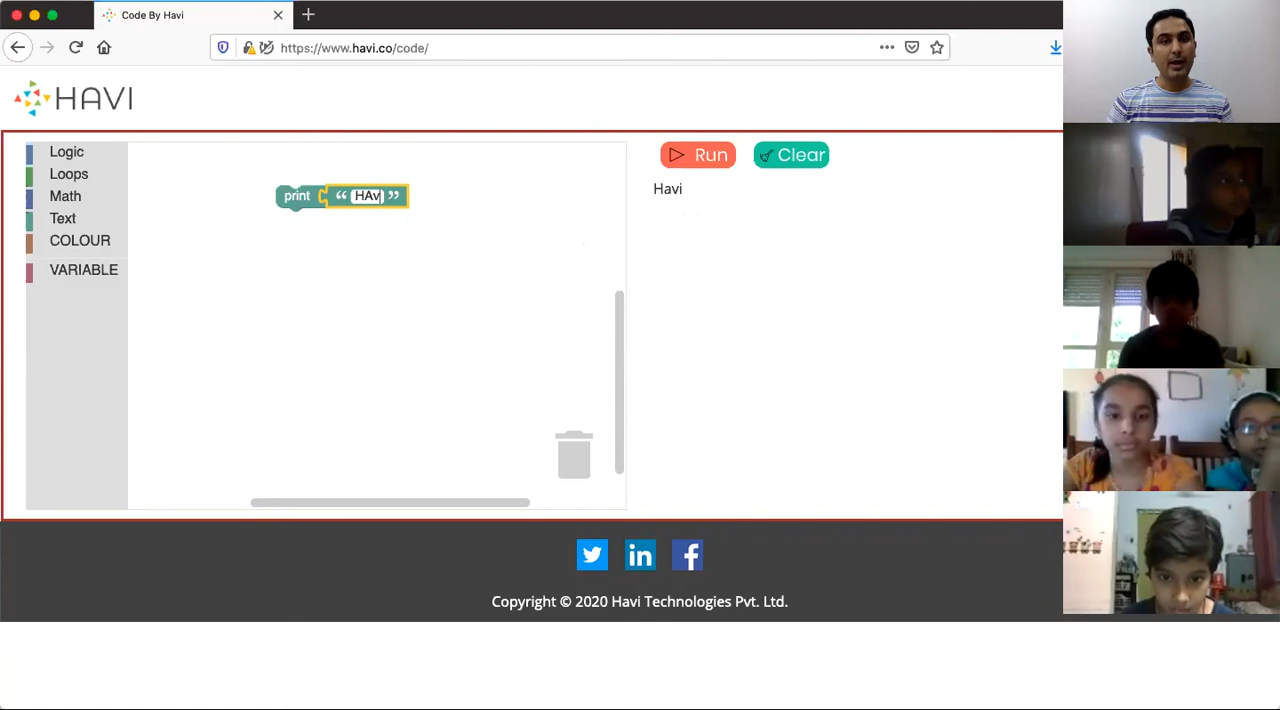 Code By Havi
https://www.havi.co/code/
HAVI
Logic
Loops
Math
Text
COLOUR
VARIABLE
print “ HAv ”
Run
Clear
Havi
Copyright © 2020 Havi Technologies Pvt. Ltd.